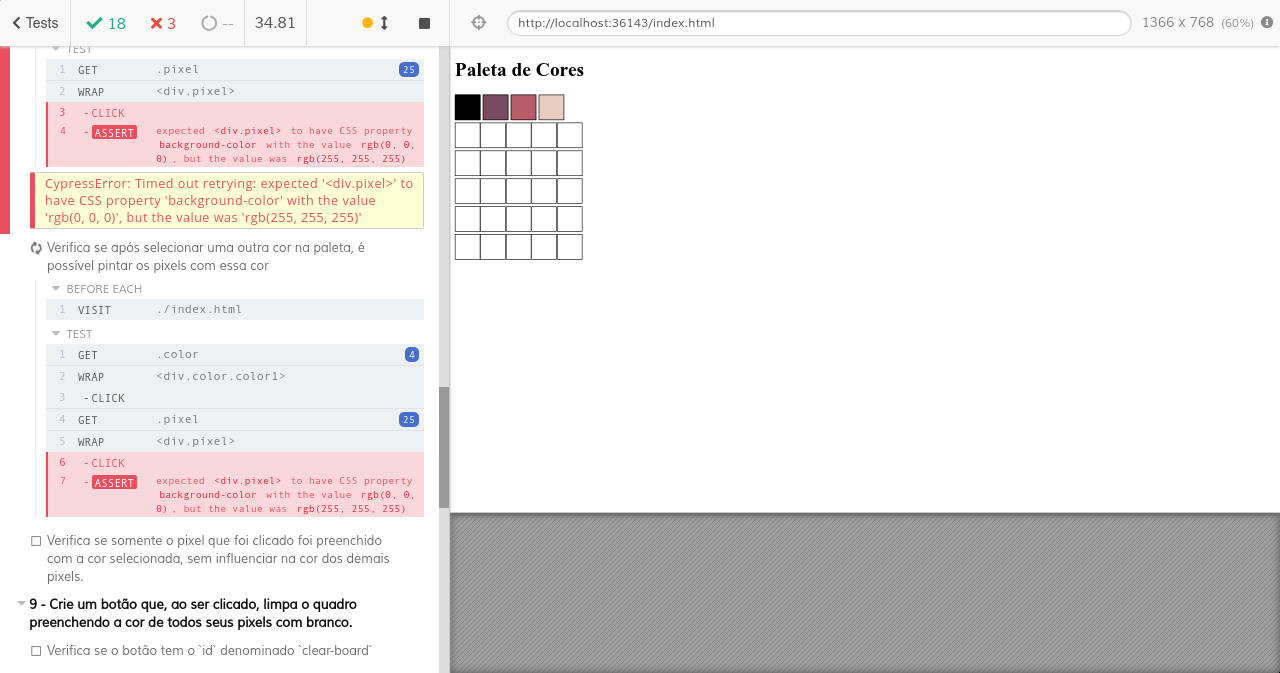 Tests 18 3 -- 34.81 http://localhost:36143/index.html 1366 x 768 (60%)
TEST
1 GET .pixel 25
2 WRAP <div.pixel>
3 - CLICK
4 - ASSERT expected <div.pixel> to have CSS property
background-color with the value rgb(0, 0,
0) , but the value was rgb(255, 255, 255)
CypressError: Timed out retrying: expected '<div.pixel>' to
have CSS property 'background-color' with the value
'rgb(0, 0, 0)', but the value was 'rgb(255, 255, 255)'
Verifica se após selecionar uma outra cor na paleta, é
possível pintar os pixels com essa cor
BEFORE EACH
1 VISIT ./index.html
TEST
1 GET .color 4
2 WRAP <div.color.color1>
3 - CLICK
4 GET .pixel 25
5 WRAP <div.pixel>
6 - CLICK
7 - ASSERT expected <div.pixel> to have CSS property
background-color with the value rgb(0, 0,
0) , but the value was rgb(255, 255, 255)
Verifica se somente o pixel que foi clicado foi preenchido
com a cor selecionada, sem influenciar na cor dos demais
pixels.
9 - Crie um botão que, ao ser clicado, limpa o quadro
preenchendo a cor de todos seus pixels com branco.
Verifica se o botão tem o `id` denominado `clear-board`
Paleta de Cores